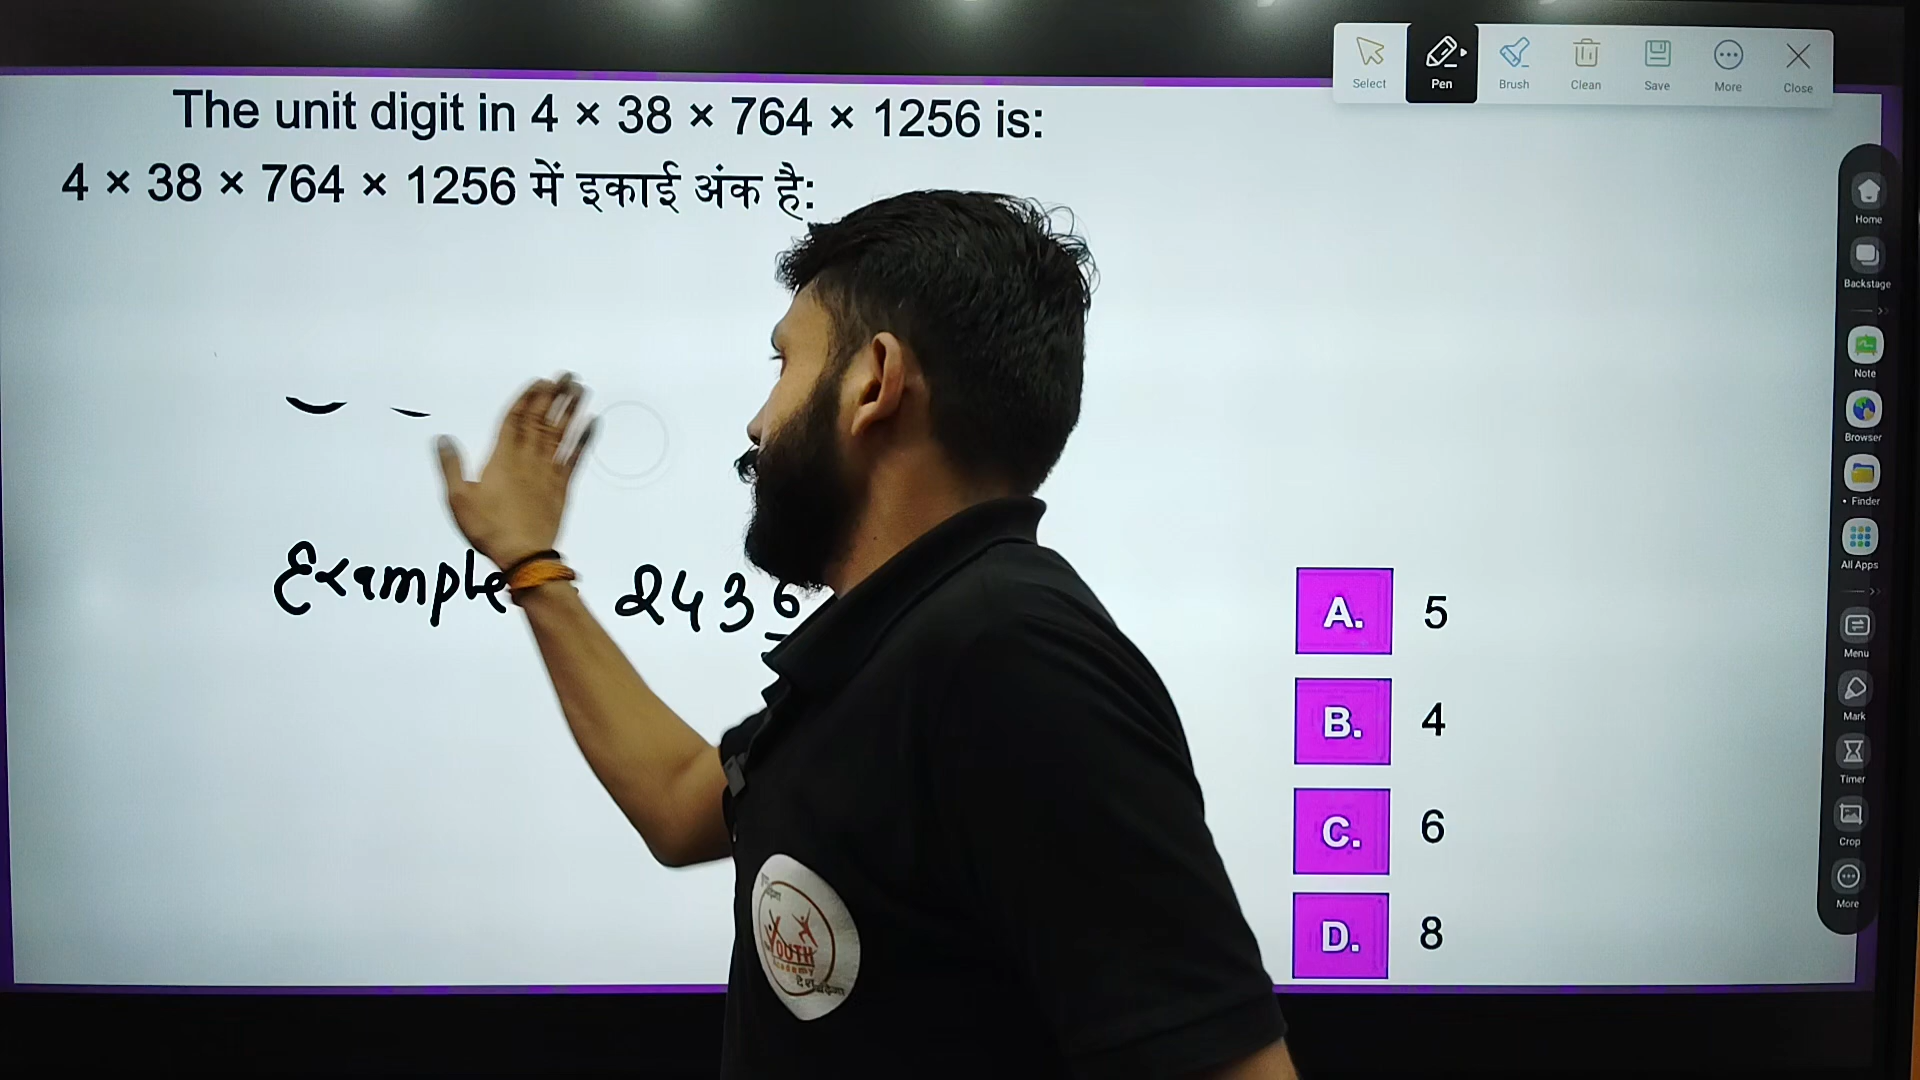 Select Pen Brush Clean Save More Close
The unit digit in 4 × 38 × 764 × 1256 is:
4 × 38 × 764 × 1256 में इकाई अंक है:
Example 2436
A. 5
B. 4
C. 6
D. 8
Home
Backstage
Note
Browser
Finder
All Apps
Menu
Mark
Timer
Crop
More
YOUTH
Academy